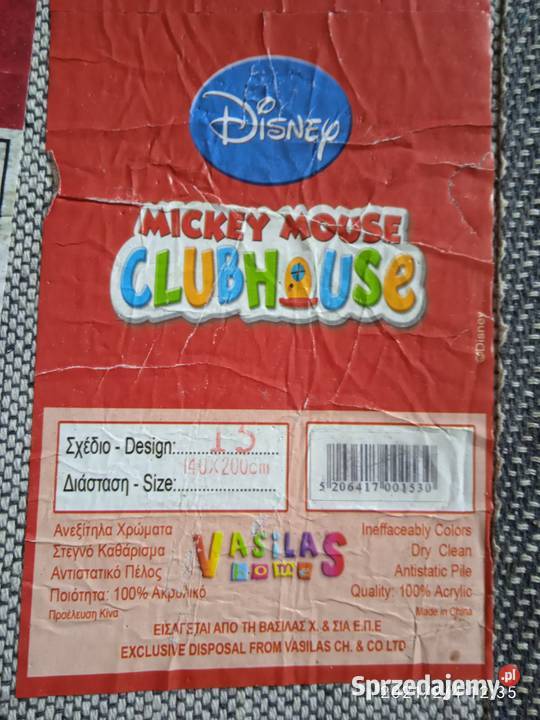 Disney
MICKEY MOUSE
CLUBHOUSE
©Disney
Σχέδιο - Design:............13............
Διάσταση - Size: 140X200cm
5 206417 001530
Ανεξίτηλα Χρώματα
Στεγνό Καθάρισμα
Αντιστατικό Πέλος
Ποιότητα: 100% Ακρυλικό
Προέλευση Κίνα
VASILAS
home
Ineffaceably Colors
Dry Clean
Antistatic Pile
Quality: 100% Acrylic
Made in China
ΕΙΣΑΓΕΤΑΙ ΑΠΟ ΤΗ ΒΑΣΙΛΑΣ Χ. & ΣΙΑ Ε.Π.Ε
EXCLUSIVE DISPOSAL FROM VASILAS CH. & CO LTD
Sprzedajemy.pl